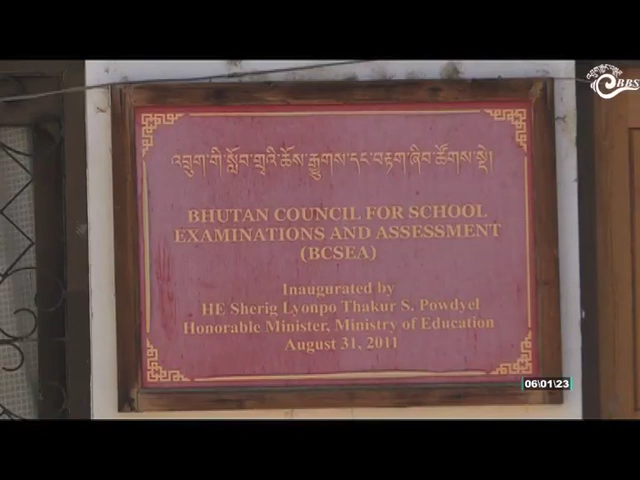 འབྲུག་གི་སློབ་གྲྭའི་ཆོས་རྒྱུགས་དང་བརྟག་ཞིབ་ཚོགས་སྡེ།
BHUTAN COUNCIL FOR SCHOOL
EXAMINATIONS AND ASSESSMENT
(BCSEA)
Inaugurated by
HE Sherig Lyonpo Thakur S. Powdyel
Honorable Minister, Ministry of Education
August 31, 2011
BBS
06\01\23